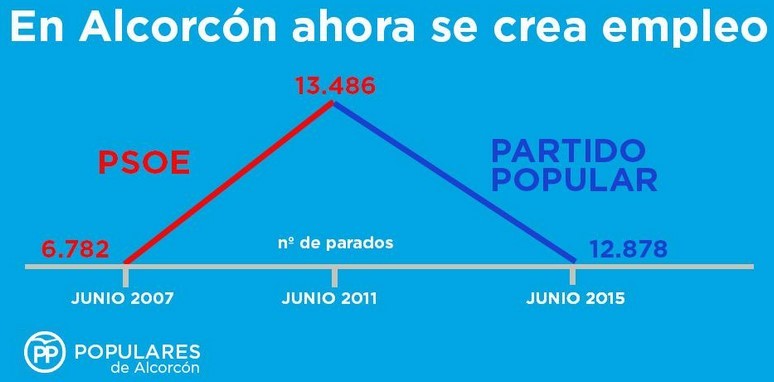 En Alcorcón ahora se crea empleo
13.486
PSOE
PARTIDO
POPULAR
6.782
nº de parados
12.878
JUNIO 2007
JUNIO 2011
JUNIO 2015
PP
POPULARES
de Alcorcón